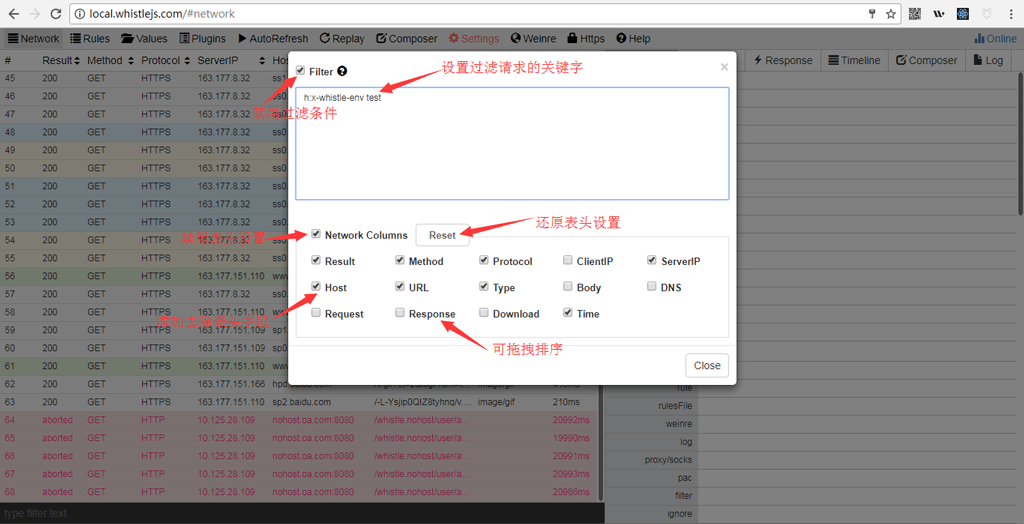 local.whistlejs.com/#network
Network Rules Values Plugins AutoRefresh Replay Composer Settings Weinre Https Help Online
# Result Method Protocol ServerIP Hos
Response Timeline Composer Log
45 200 GET HTTPS 163.177.8.32 ss1
46 200 GET HTTPS 163.177.8.32 ss0
47 200 GET HTTPS 163.177.8.32 ss0
48 200 GET HTTPS 163.177.8.32 ss0
49 200 GET HTTPS 163.177.8.32 ss0
50 200 GET HTTPS 163.177.8.32 ss0
51 200 GET HTTPS 163.177.8.32 ss0
52 200 GET HTTPS 163.177.8.32 ss0
53 200 GET HTTPS 163.177.8.32 ss0
54 200 GET HTTPS 163.177.8.32 ss0
55 200 GET HTTPS 163.177.8.32 ss0
56 200 GET HTTPS 163.177.151.110 www
57 200 GET HTTPS 163.177.8.32 ss0
58 200 GET HTTPS 163.177.151.110 www
59 200 GET HTTPS 163.177.151.109 sp1
60 200 GET HTTPS 163.177.151.109 sp0
61 200 GET HTTPS 163.177.151.110 www
62 200 GET HTTPS 163.177.151.166
63 200 GET HTTPS 163.177.151.110 sp2.baidu.com /-L-Ysjip0QIZ8tyhnq/v... image/gif 210ms
64 aborted GET HTTP 10.125.28.109 nohost.oa.com:8080 /whistle.nohost/user/a... 20992ms
65 aborted GET HTTP 10.125.28.109 nohost.oa.com:8080 /whistle.nohost/user/a... 19990ms
66 aborted GET HTTP 10.125.28.109 nohost.oa.com:8080 /whistle.nohost/user/a... 20991ms
67 aborted GET HTTP 10.125.28.109 nohost.oa.com:8080 /whistle.nohost/user/a... 20993ms
68 aborted GET HTTP 10.125.28.109 nohost.oa.com:8080 /whistle.nohost/user/a... 20986ms
type filter text
Filter
设置过滤请求的关键字
×
h:x-whistle-env test
禁用过滤条件
还原表头设置
禁用表头设置
Network Columns Reset
Result Method Protocol ClientIP ServerIP
Host URL Type Body DNS
添加去除表头字段
Request Response Download Time
可拖拽排序
Close
rule
rulesFile
weinre
log
proxy/socks
pac
filter
ignore